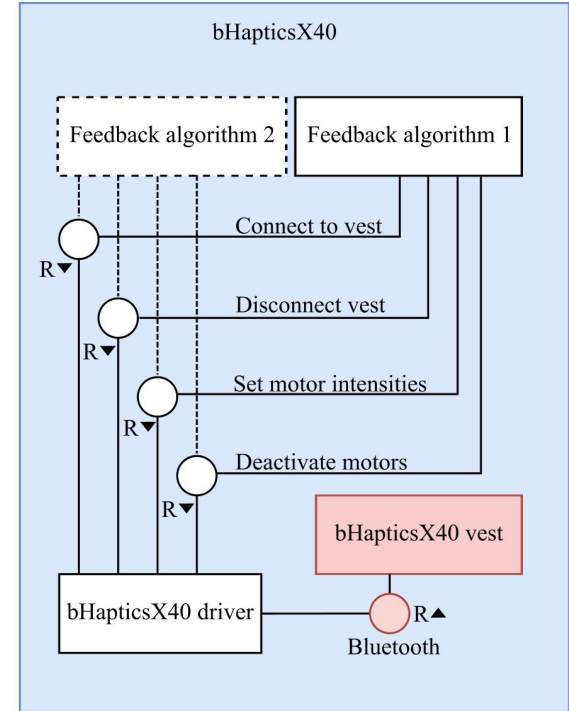 bHapticsX40
Feedback algorithm 2
Feedback algorithm 1
Connect to vest
R▼
Disconnect vest
R▼
Set motor intensities
R▼
Deactivate motors
R▼
bHapticsX40 vest
bHapticsX40 driver
R▲
Bluetooth